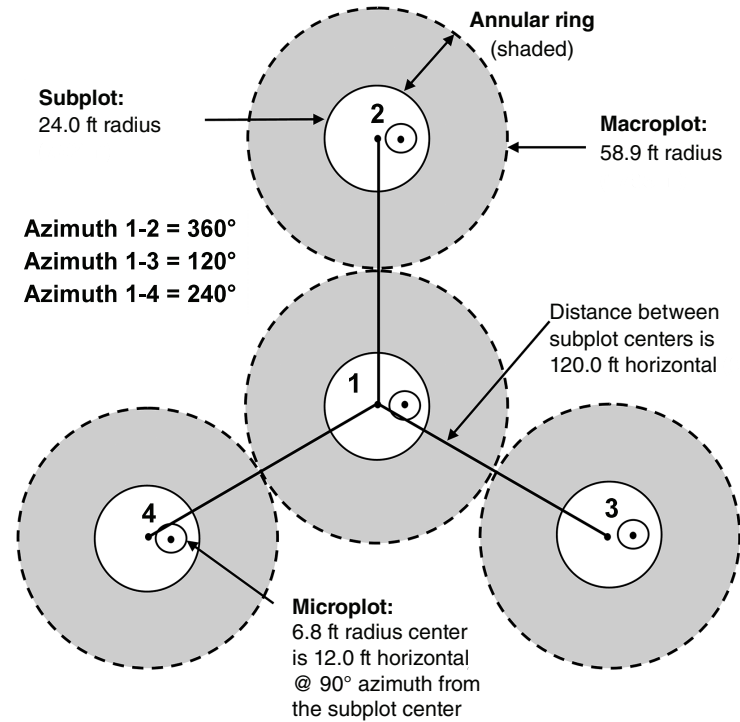 Annular ring
(shaded)
Subplot:
24.0 ft radius
2
Macroplot:
58.9 ft radius
Azimuth 1-2 = 360°
Azimuth 1-3 = 120°
Azimuth 1-4 = 240°
Distance between
subplot centers is
120.0 ft horizontal
1
4
3
Microplot:
6.8 ft radius center
is 12.0 ft horizontal
@ 90° azimuth from
the subplot center